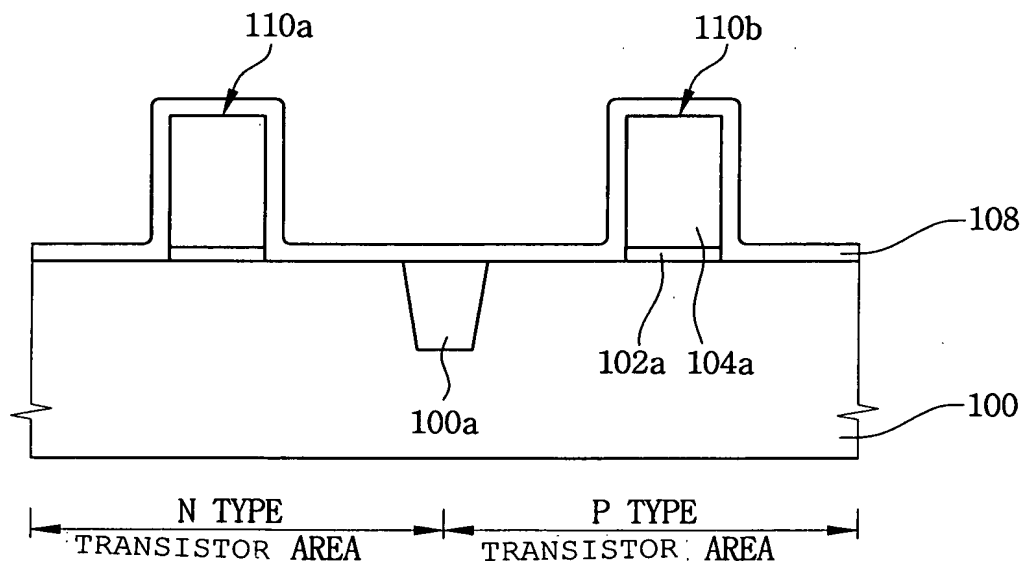 110a
110b
108
102a
104a
100a
100
N TYPE
TRANSISTOR AREA
P TYPE
TRANSISTOR AREA